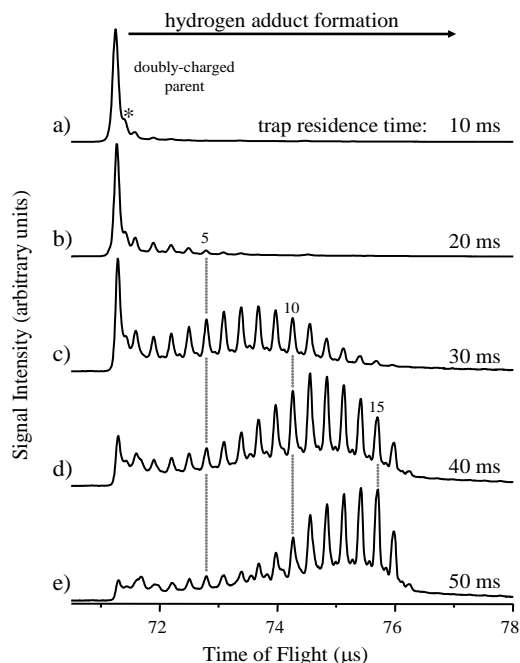 hydrogen adduct formation
doubly-charged
parent
*
a)
trap residence time: 10 ms
b)
5
20 ms
10
c)
30 ms
15
d)
40 ms
e)
50 ms
Signal Intensity (arbitrary units)
72 74 76 78
Time of Flight (μs)